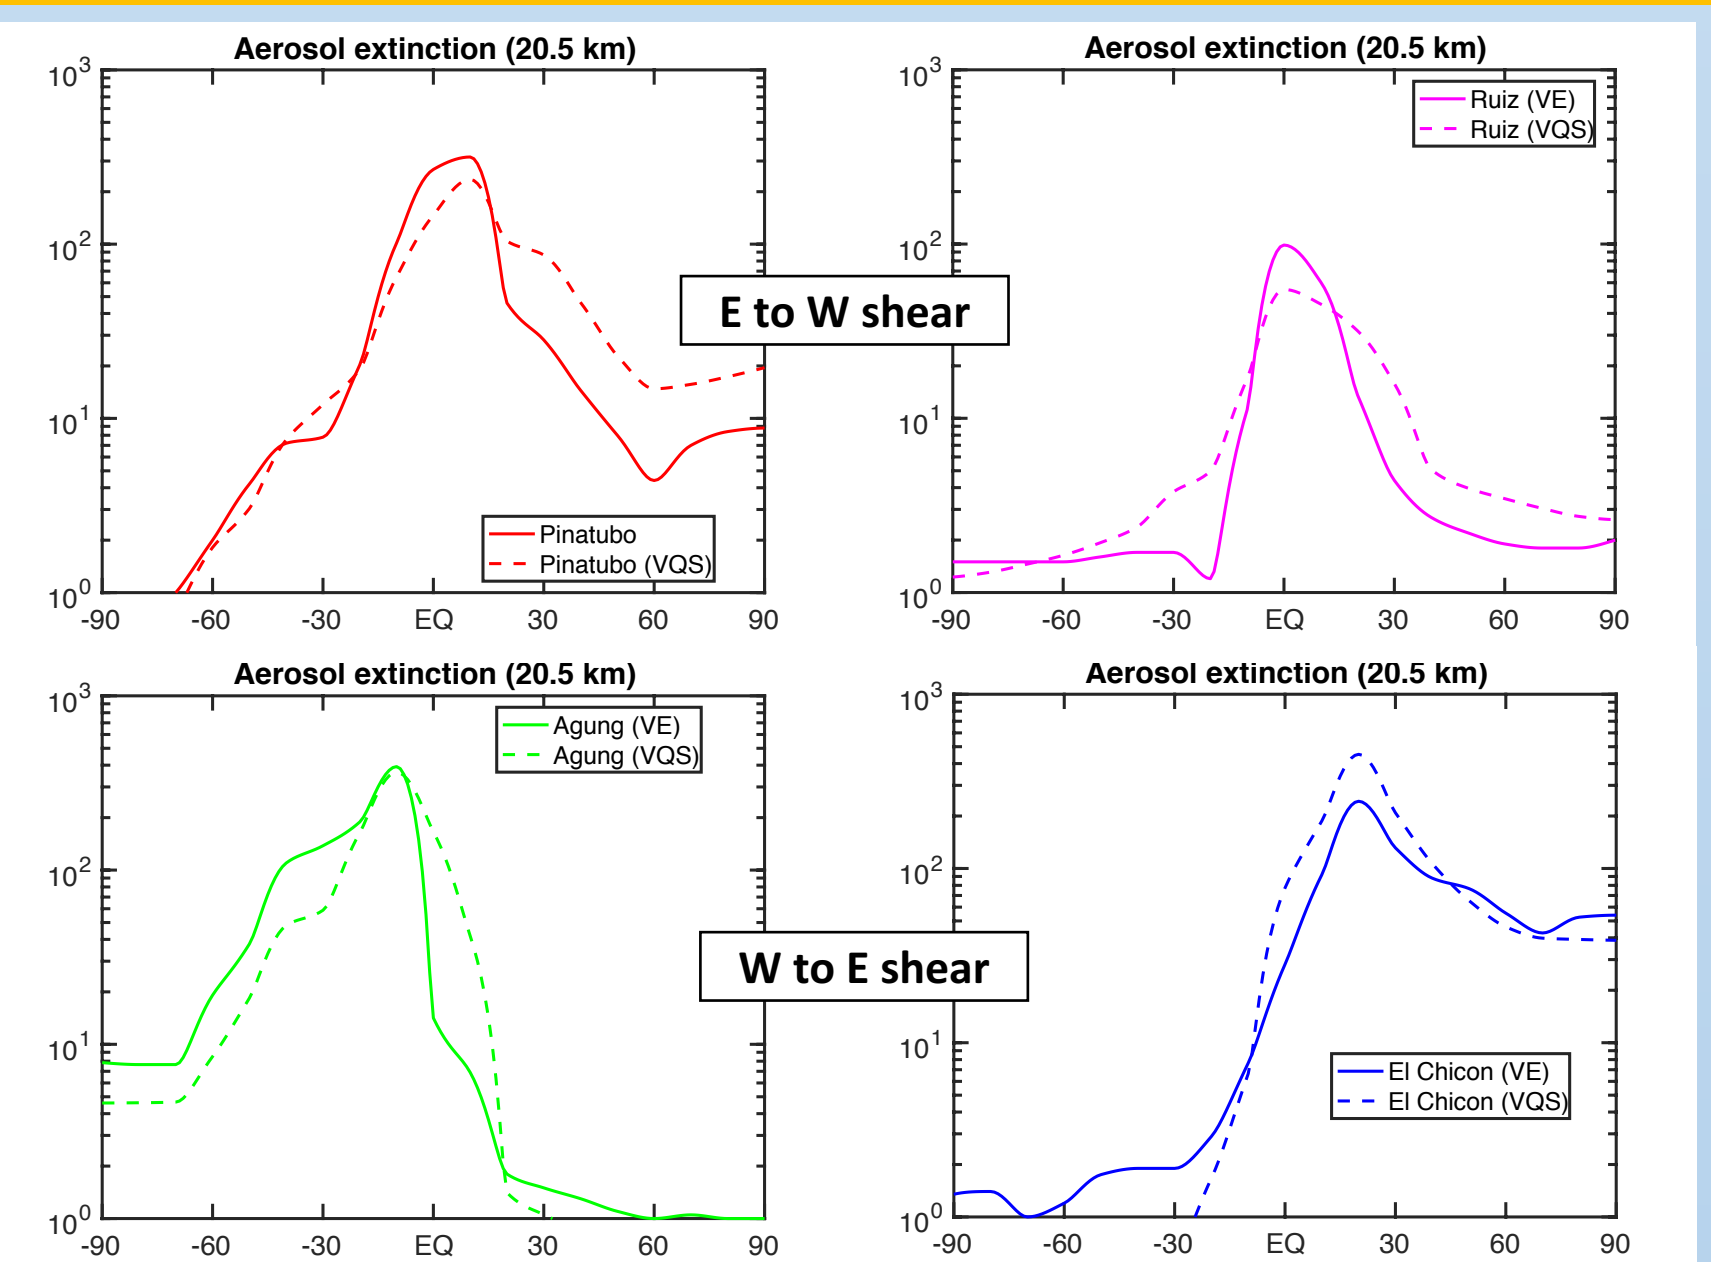 Aerosol extinction (20.5 km)
10^3
10^2
10^1
10^0
-90 -60 -30 EQ 30 60 90
Pinatubo
Pinatubo (VQS)
Aerosol extinction (20.5 km)
10^3
10^2
10^1
10^0
-90 -60 -30 EQ 30 60 90
Ruiz (VE)
Ruiz (VQS)
E to W shear
Aerosol extinction (20.5 km)
10^3
10^2
10^1
10^0
-90 -60 -30 EQ 30 60 90
Agung (VE)
Agung (VQS)
Aerosol extinction (20.5 km)
10^3
10^2
10^1
10^0
-90 -60 -30 EQ 30 60 90
El Chicon (VE)
El Chicon (VQS)
W to E shear